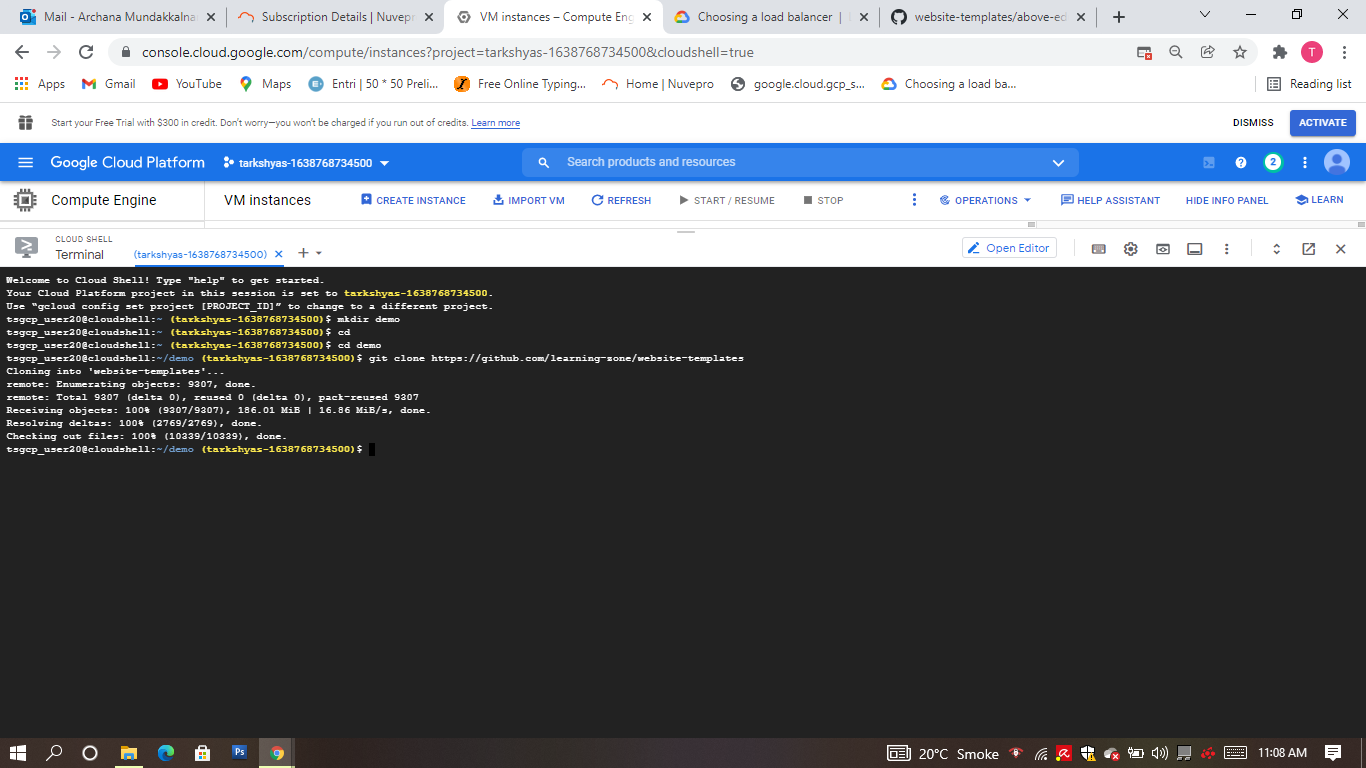 Mail - Archana Mundakkalna
Subscription Details | Nuvepr
VM instances – Compute Eng
Choosing a load balancer |
website-templates/above-ed
console.cloud.google.com/compute/instances?project=tarkshyas-1638768734500&cloudshell=true
T
Apps
Gmail
YouTube
Maps
Entri | 50 * 50 Preli...
Free Online Typing...
Home | Nuvepro
google.cloud.gcp_s...
Choosing a load ba...
Reading list
Start your Free Trial with $300 in credit. Don't worry—you won't be charged if you run out of credits. Learn more
DISMISS
ACTIVATE
Google Cloud Platform
tarkshyas-1638768734500
Search products and resources
2
Compute Engine
VM instances
CREATE INSTANCE
IMPORT VM
REFRESH
START / RESUME
STOP
OPERATIONS
HELP ASSISTANT
HIDE INFO PANEL
LEARN
CLOUD SHELL
Terminal
(tarkshyas-1638768734500)
Open Editor
Welcome to Cloud Shell! Type "help" to get started.
Your Cloud Platform project in this session is set to tarkshyas-1638768734500.
Use “gcloud config set project [PROJECT_ID]” to change to a different project.
tsgcp_user20@cloudshell:~ (tarkshyas-1638768734500)$ mkdir demo
tsgcp_user20@cloudshell:~ (tarkshyas-1638768734500)$ cd
tsgcp_user20@cloudshell:~ (tarkshyas-1638768734500)$ cd demo
tsgcp_user20@cloudshell:~/demo (tarkshyas-1638768734500)$ git clone https://github.com/learning-zone/website-templates
Cloning into 'website-templates'...
remote: Enumerating objects: 9307, done.
remote: Total 9307 (delta 0), reused 0 (delta 0), pack-reused 9307
Receiving objects: 100% (9307/9307), 186.01 MiB | 16.86 MiB/s, done.
Resolving deltas: 100% (2769/2769), done.
Checking out files: 100% (10339/10339), done.
tsgcp_user20@cloudshell:~/demo (tarkshyas-1638768734500)$
Ps
20°C Smoke
11:08 AM